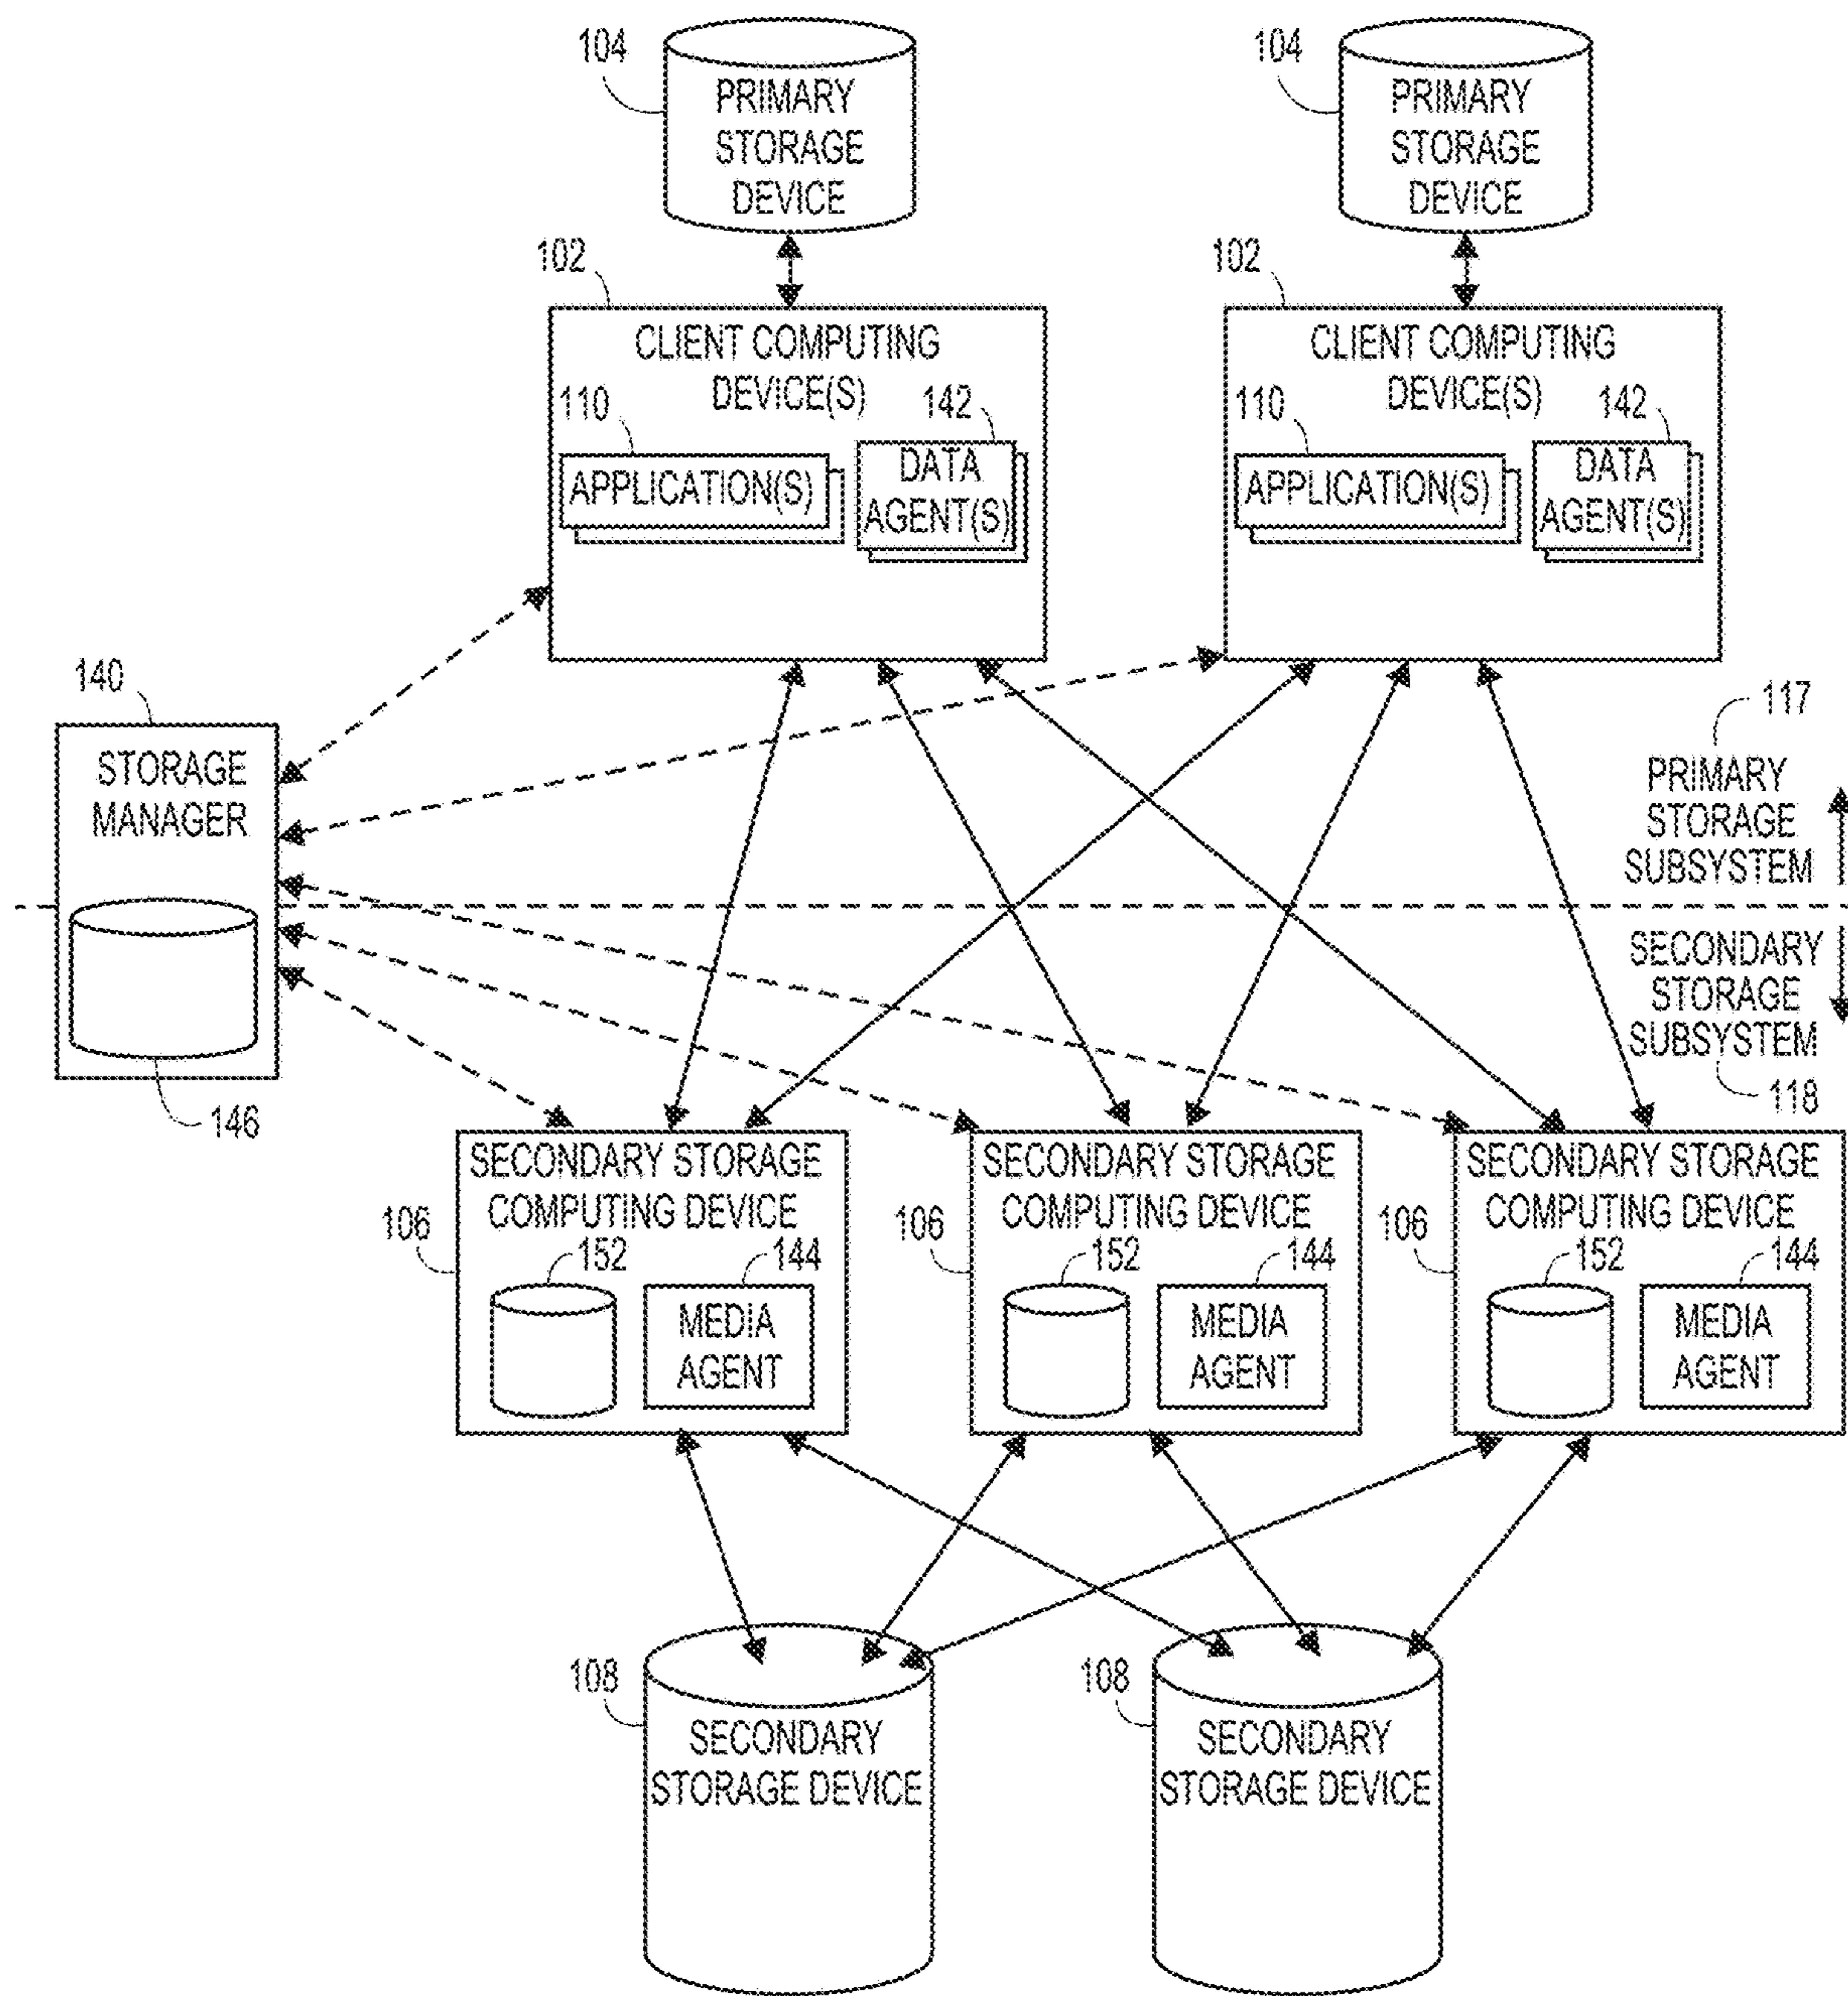 104
PRIMARY
STORAGE
DEVICE
104
PRIMARY
STORAGE
DEVICE
102
CLIENT COMPUTING
DEVICE(S)
110
142
APPLICATION(S)
DATA
AGENT(S)
102
CLIENT COMPUTING
DEVICE(S)
110
142
APPLICATION(S)
DATA
AGENT(S)
140
STORAGE
MANAGER
146
117
PRIMARY
STORAGE
SUBSYSTEM
SECONDARY
STORAGE
SUBSYSTEM
118
SECONDARY STORAGE
COMPUTING DEVICE
106
152
144
MEDIA
AGENT
SECONDARY STORAGE
COMPUTING DEVICE
106
152
144
MEDIA
AGENT
SECONDARY STORAGE
COMPUTING DEVICE
106
152
144
MEDIA
AGENT
108
SECONDARY
STORAGE DEVICE
108
SECONDARY
STORAGE DEVICE